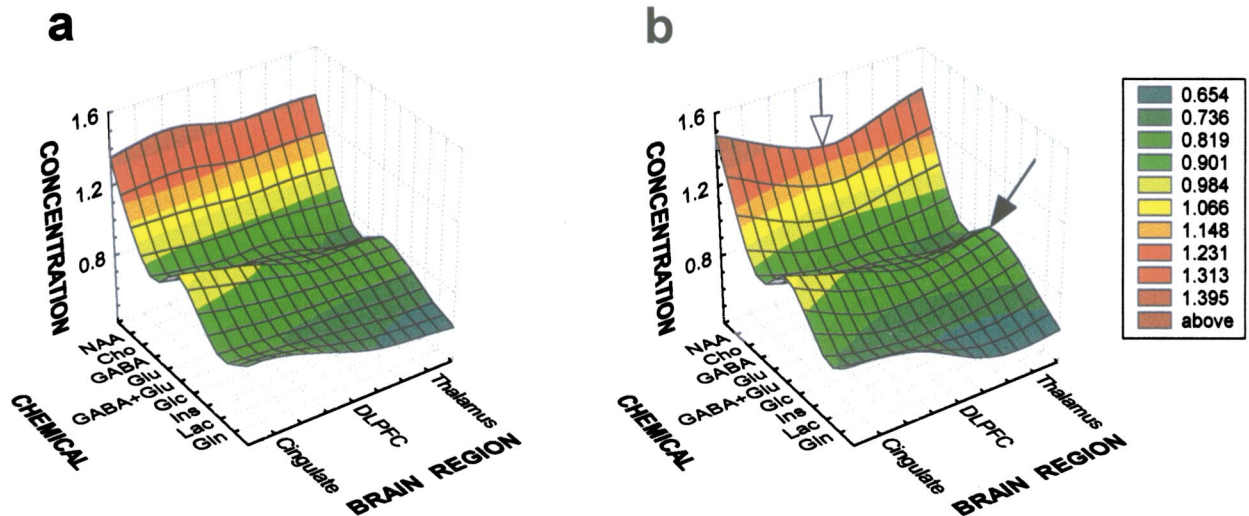 a
1.6
1.2
0.8
CONCENTRATION
NAA
Cho
GABA
Glu
GABA+Glu
Glc
Ins
Lac
Gln
CHEMICAL
Cingulate
DLPFC
Thalamus
BRAIN REGION
b
1.6
1.2
0.8
CONCENTRATION
NAA
Cho
GABA
Glu
GABA+Glu
Glc
Ins
Lac
Gln
CHEMICAL
Cingulate
DLPFC
Thalamus
BRAIN REGION
0.654
0.736
0.819
0.901
0.984
1.066
1.148
1.231
1.313
1.395
above